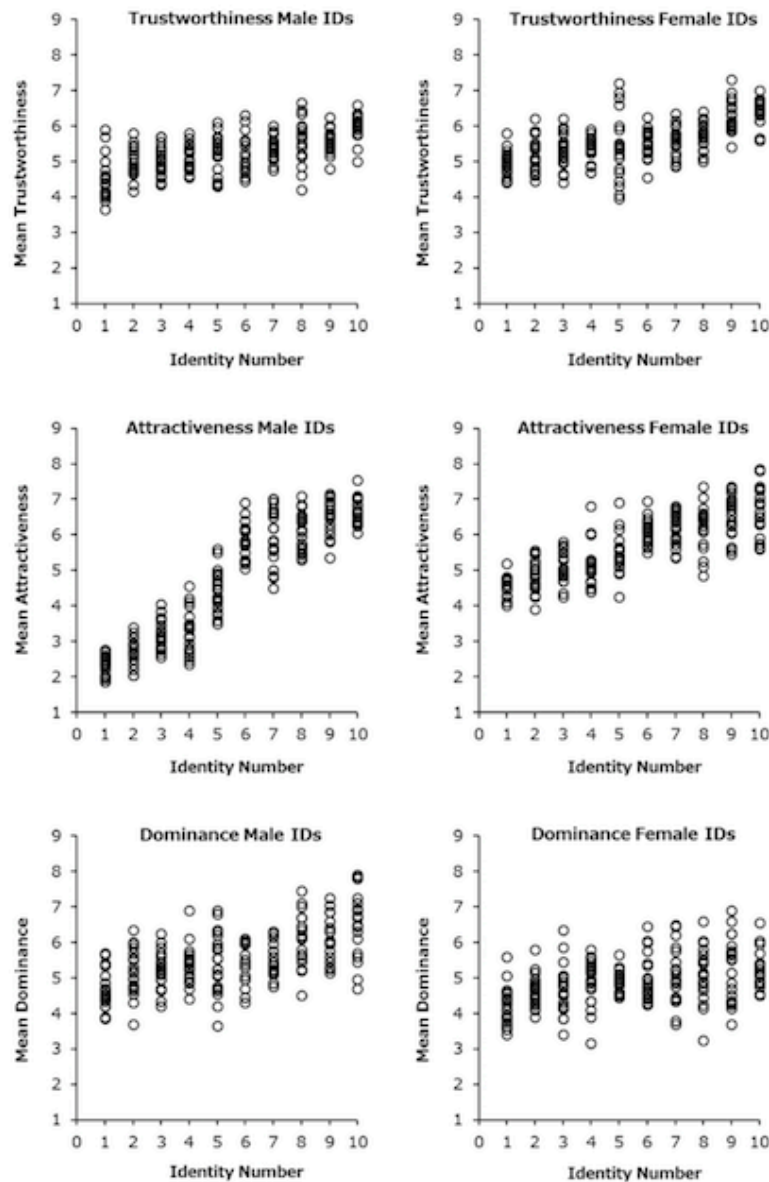 Trustworthiness Male IDs
Mean Trustworthiness
9
8
7
6
5
4
3
2
1
0 1 2 3 4 5 6 7 8 9 10
Identity Number
Trustworthiness Female IDs
Mean Trustworthiness
9
8
7
6
5
4
3
2
1
0 1 2 3 4 5 6 7 8 9 10
Identity Number
Attractiveness Male IDs
Mean Attractiveness
9
8
7
6
5
4
3
2
1
0 1 2 3 4 5 6 7 8 9 10
Identity Number
Attractiveness Female IDs
Mean Attractiveness
9
8
7
6
5
4
3
2
1
0 1 2 3 4 5 6 7 8 9 10
Identity Number
Dominance Male IDs
Mean Dominance
9
8
7
6
5
4
3
2
1
0 1 2 3 4 5 6 7 8 9 10
Identity Number
Dominance Female IDs
Mean Dominance
9
8
7
6
5
4
3
2
1
0 1 2 3 4 5 6 7 8 9 10
Identity Number